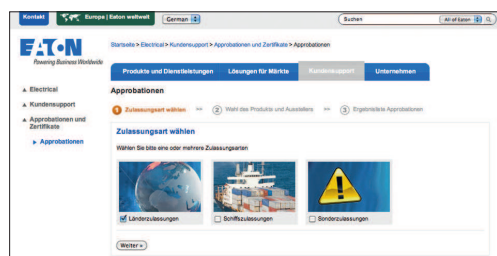 Kontakt
Europa | Eaton weltweit
German
Suchen
All of Eaton
EATON
Powering Business Worldwide
Startseite > Electrical > Kundensupport > Approbationen und Zertifikate > Approbationen
Produkte und Dienstleistungen
Lösungen für Märkte
Kundensupport
Unternehmen
Electrical
Kundensupport
Approbationen und
Zertifikate
Approbationen
Approbationen
1 Zulassungsart wählen >> 2 Wahl des Produkts und Ausstellers >> 3 Ergebnisliste Approbationen
Zulassungsart wählen
Wählen Sie bitte eine oder mehrere Zulassungsarten
Länderzulassungen
Schiffszulassungen
Sonderzulassungen
Weiter »